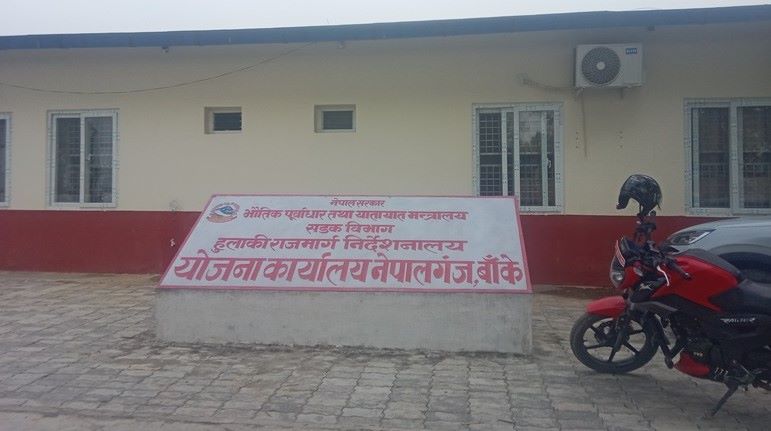 नेपाल सरकार
भौतिक पूर्वाधार तथा यातायात मन्त्रालय
सडक विभाग
हुलाकी राजमार्ग निर्देशनालय
योजना कार्यालय नेपालगंज, बाँके